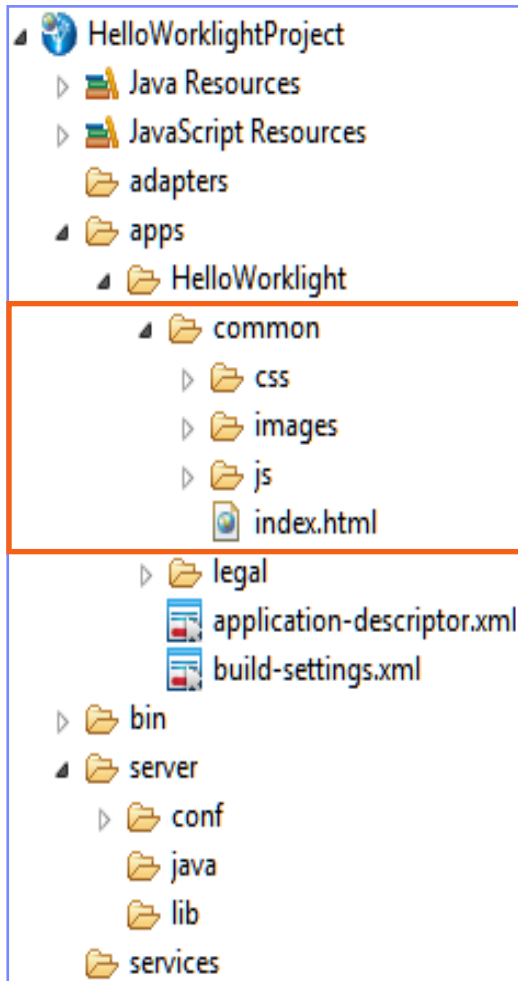 HelloWorklightProject
Java Resources
JavaScript Resources
adapters
apps
HelloWorklight
common
css
images
js
index.html
legal
application-descriptor.xml
build-settings.xml
bin
server
conf
java
lib
services